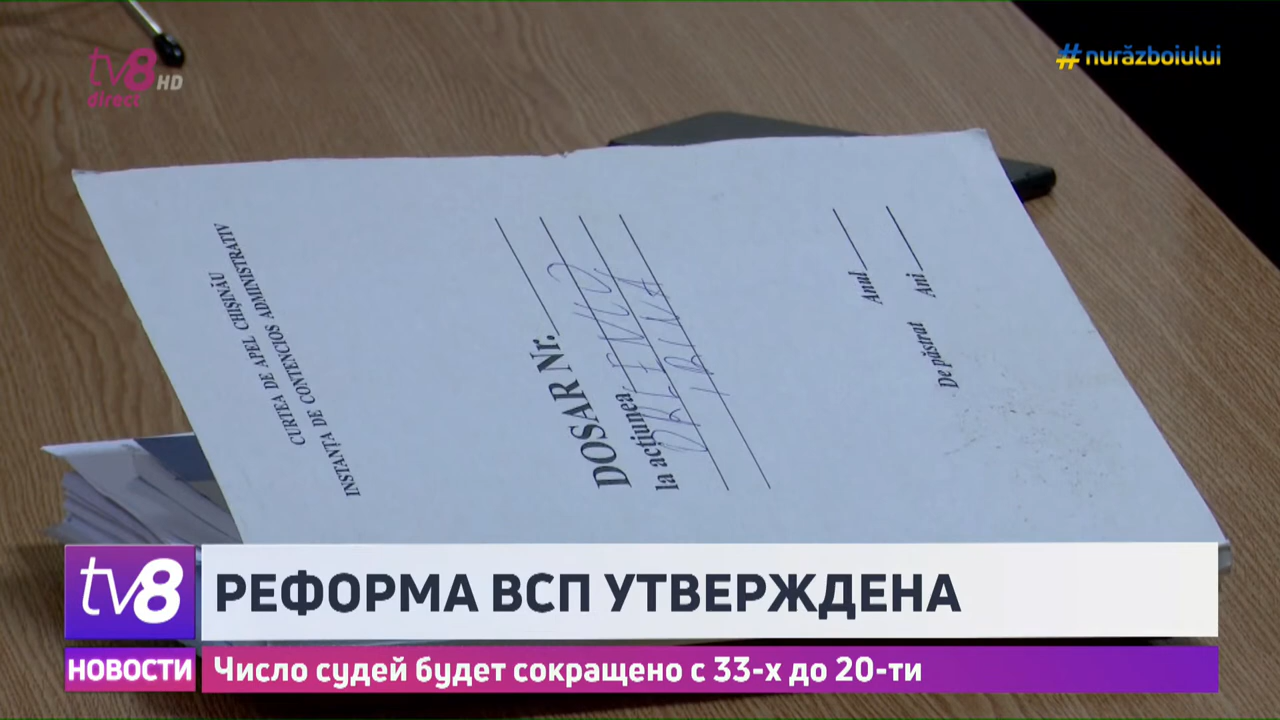 tv8 HD
direct
#nurăzboiului
CURTEA DE APEL CHIȘINĂU
INSTANȚA DE CONTENCIOS ADMINISTRATIV
DOSAR Nr.
la acțiunea
IRINA
Anul
De păstrat Ani
tv8
РЕФОРМА ВСП УТВЕРЖДЕНА
НОВОСТИ
Число судей будет сокращено с 33-х до 20-ти